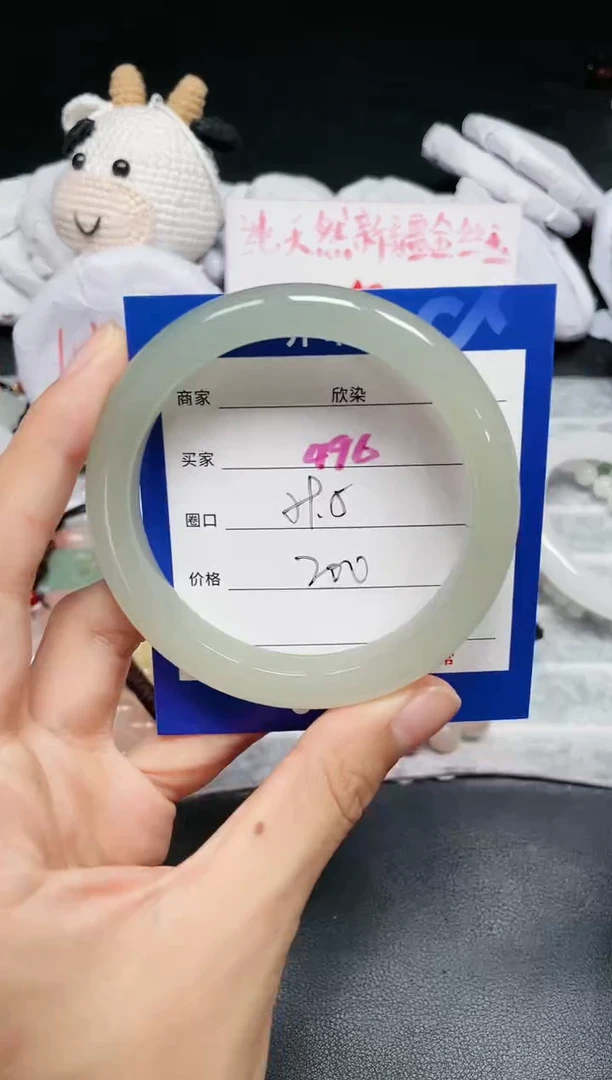 纯天然新疆金丝玉
商家 欣染
买家 496
圈口
价格 200